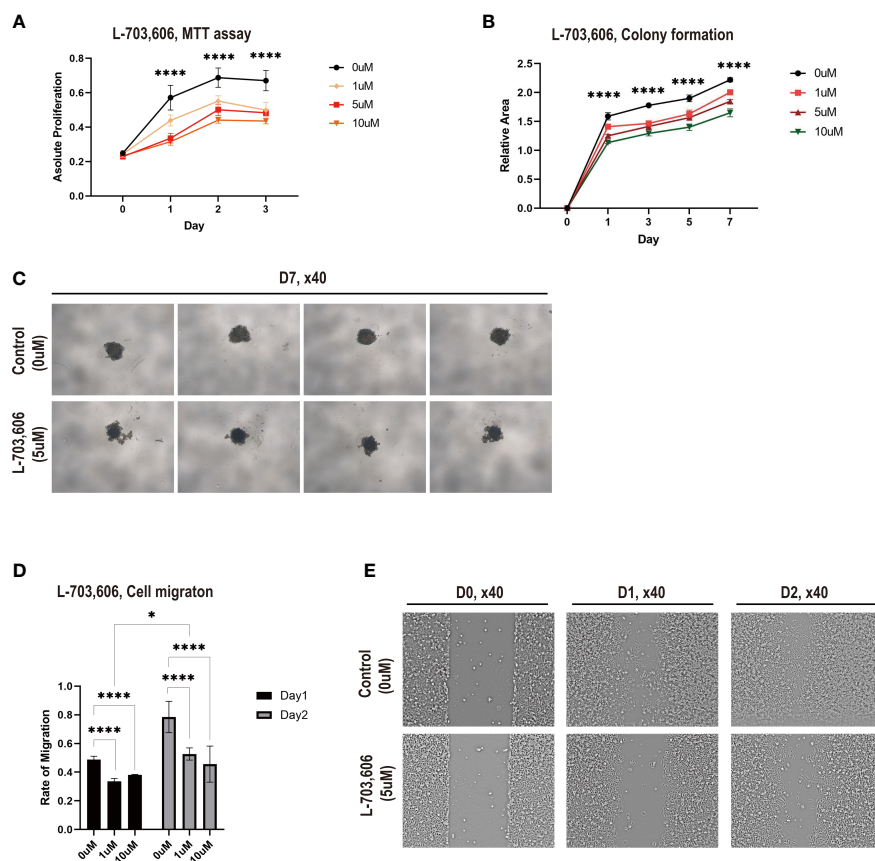 A
L-703,606, MTT assay
Asolute Proliferation
0.8
0.6
0.4
0.2
0.0
**** **** ****
0 1 2 3
Day
0uM
1uM
5uM
10uM
B
L-703,606, Colony formation
Relative Area
2.5
2.0
1.5
1.0
0.5
0.0
**** **** **** ****
0 1 3 5 7
Day
0uM
1uM
5uM
10uM
C
D7, x40
Control
(0uM)
L-703,606
(5uM)
D
L-703,606, Cell migraton
*
****
****
****
****
Rate of Migration
1.0
0.8
0.6
0.4
0.2
0.0
0uM 1uM 10uM 0uM 1uM 10uM
Day1
Day2
E
D0, x40 D1, x40 D2, x40
Control
(0uM)
L-703,606
(5uM)